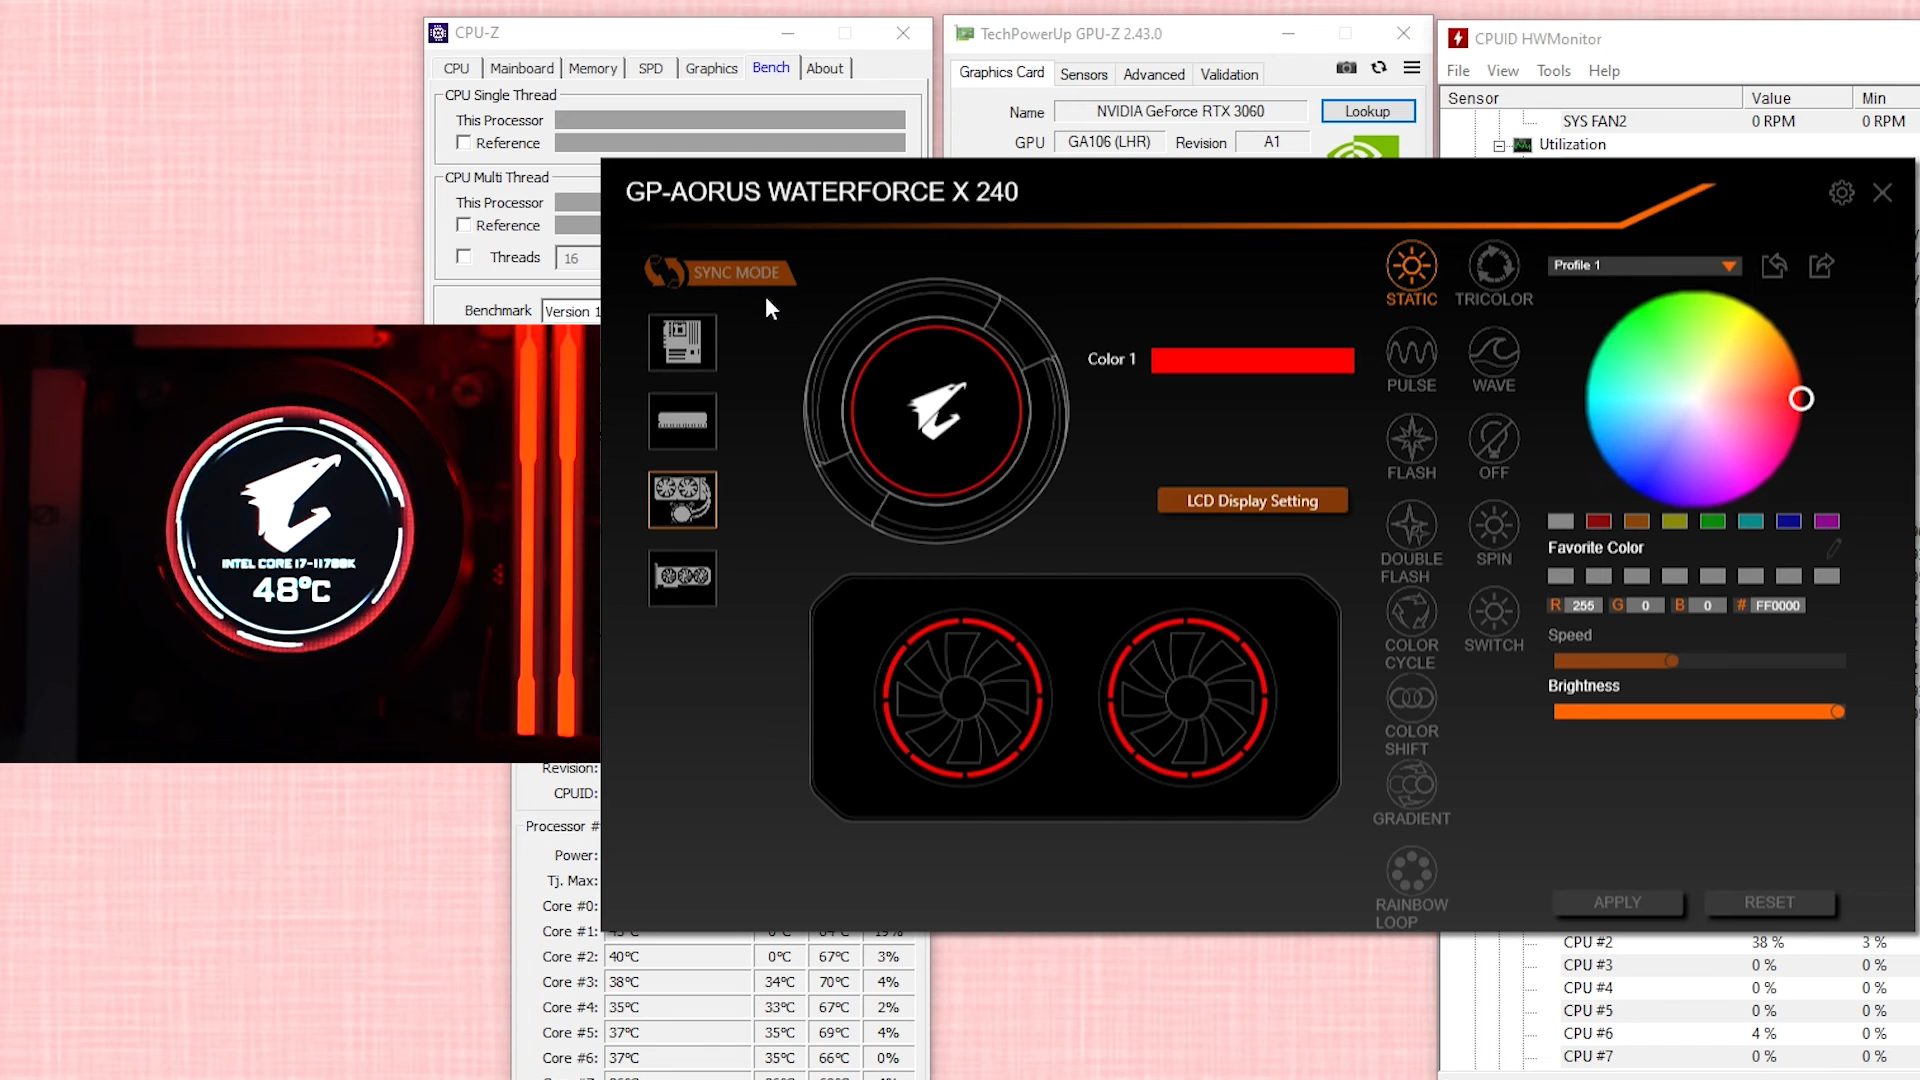 CPU-Z
CPU
Mainboard
Memory
SPD
Graphics
Bench
About
CPU Single Thread
This Processor
Reference
CPU Multi Thread
This Processor
Reference
Threads
16
Benchmark
Version 1
TechPowerUp GPU-Z 2.43.0
Graphics Card
Sensors
Advanced
Validation
Name
NVIDIA GeForce RTX 3060
Lookup
GPU
GA106 (LHR)
Revision
A1
CPUID HWMonitor
File
View
Tools
Help
Sensor
Value
Min
SYS FAN2
0 RPM
0 RPM
Utilization
GP-AORUS WATERFORCE X 240
SYNC MODE
Color 1
LCD Display Setting
STATIC
TRICOLOR
PULSE
WAVE
FLASH
OFF
DOUBLE
FLASH
SPIN
COLOR
CYCLE
SWITCH
COLOR
SHIFT
GRADIENT
RAINBOW
LOOP
Profile 1
Favorite Color
R 255 G 0 B 0 # FF0000
Speed
Brightness
APPLY
RESET
INTEL CORE I7-11700K
48°C
Revision:
CPUID:
Processor #
Power:
Tj. Max:
Core #0:
Core #1:
Core #2: 40°C 0°C 67°C 3%
Core #3: 38°C 34°C 70°C 4%
Core #4: 35°C 33°C 67°C 2%
Core #5: 37°C 35°C 69°C 4%
Core #6: 37°C 35°C 66°C 0%
CPU #2 38 % 3 %
CPU #3 0 % 0 %
CPU #4 0 % 0 %
CPU #5 0 % 0 %
CPU #6 4 % 0 %
CPU #7 0 % 0 %